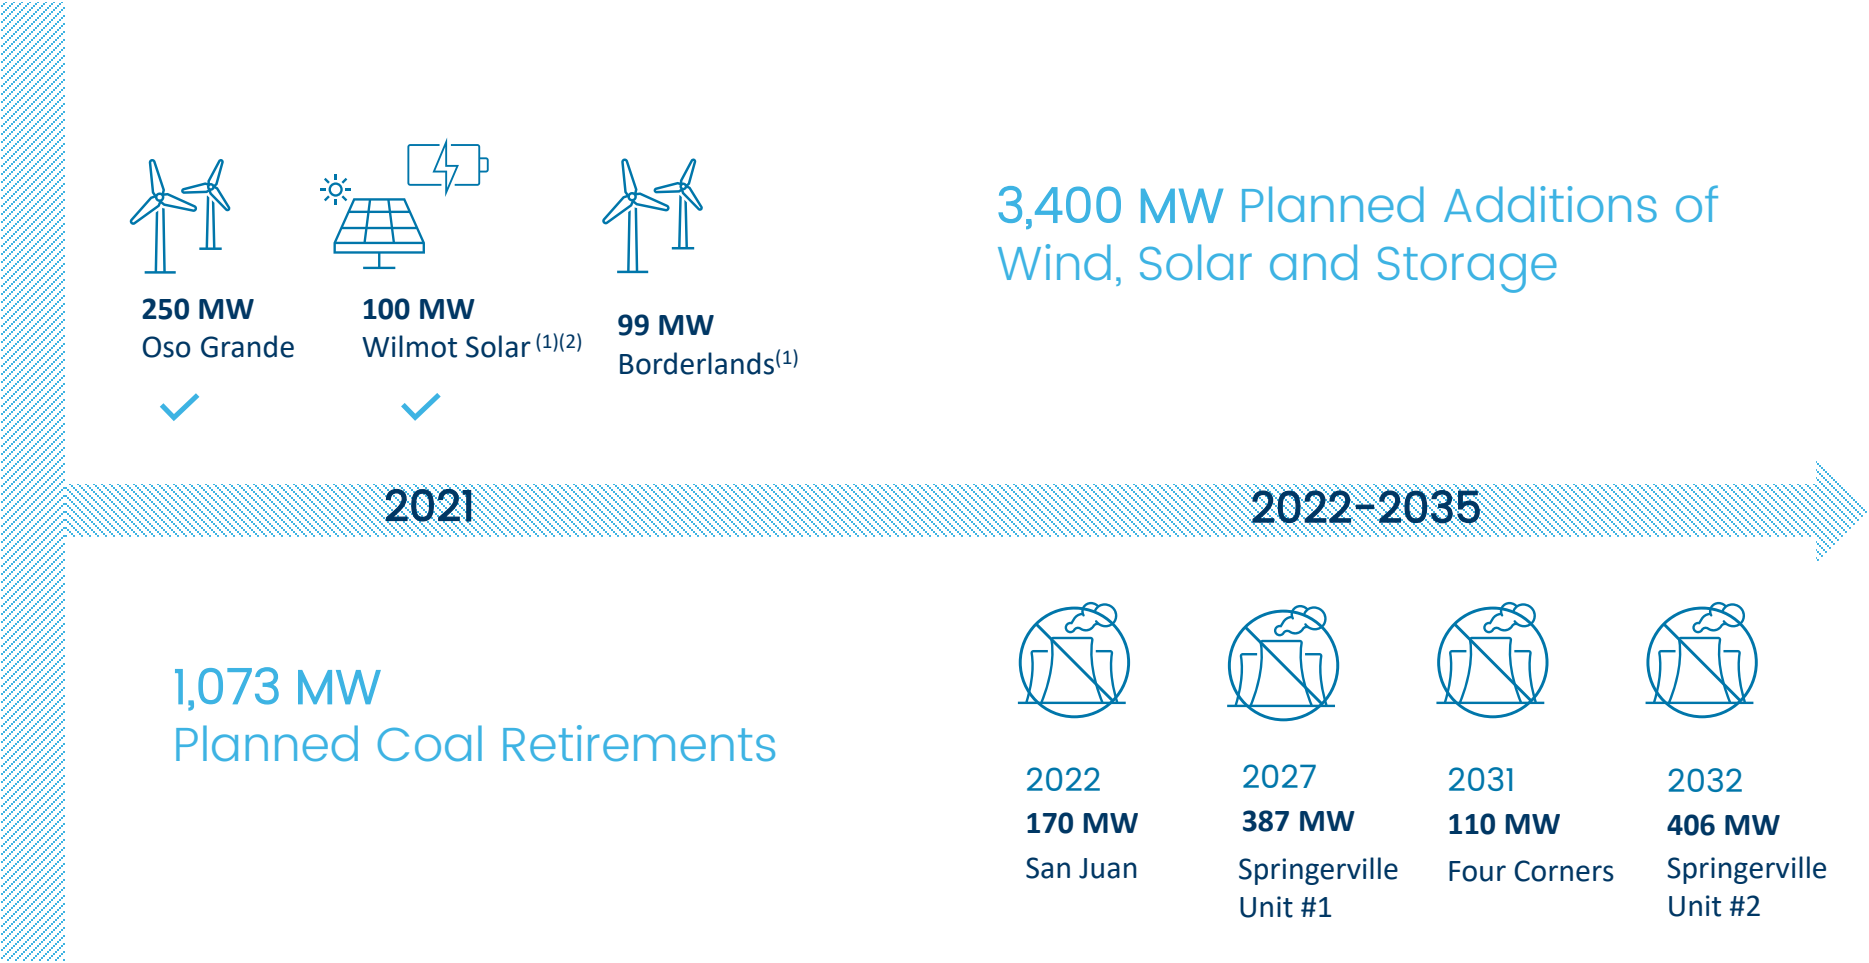 250 MW
Oso Grande
100 MW
Wilmot Solar (1)(2)
99 MW
Borderlands(1)
3,400 MW Planned Additions of
Wind, Solar and Storage
2021
2022-2035
1,073 MW
Planned Coal Retirements
2022
170 MW
San Juan
2027
387 MW
Springerville
Unit #1
2031
110 MW
Four Corners
2032
406 MW
Springerville
Unit #2